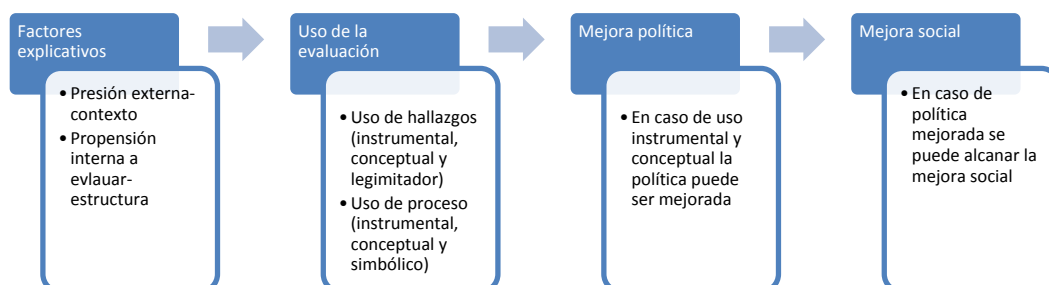 Factores
explicativos
• Presión externa-
contexto
• Propensión
interna a
evlauar-
estructura
Uso de la
evaluación
• Uso de hallazgos
(instrumental,
conceptual y
legimitador)
• Uso de proceso
(instrumental,
conceptual y
simbólico)
Mejora política
• En caso de uso
instrumental y
conceptual la
política puede
ser mejorada
Mejora social
• En caso de
política
mejorada se
puede alcanar la
mejora social